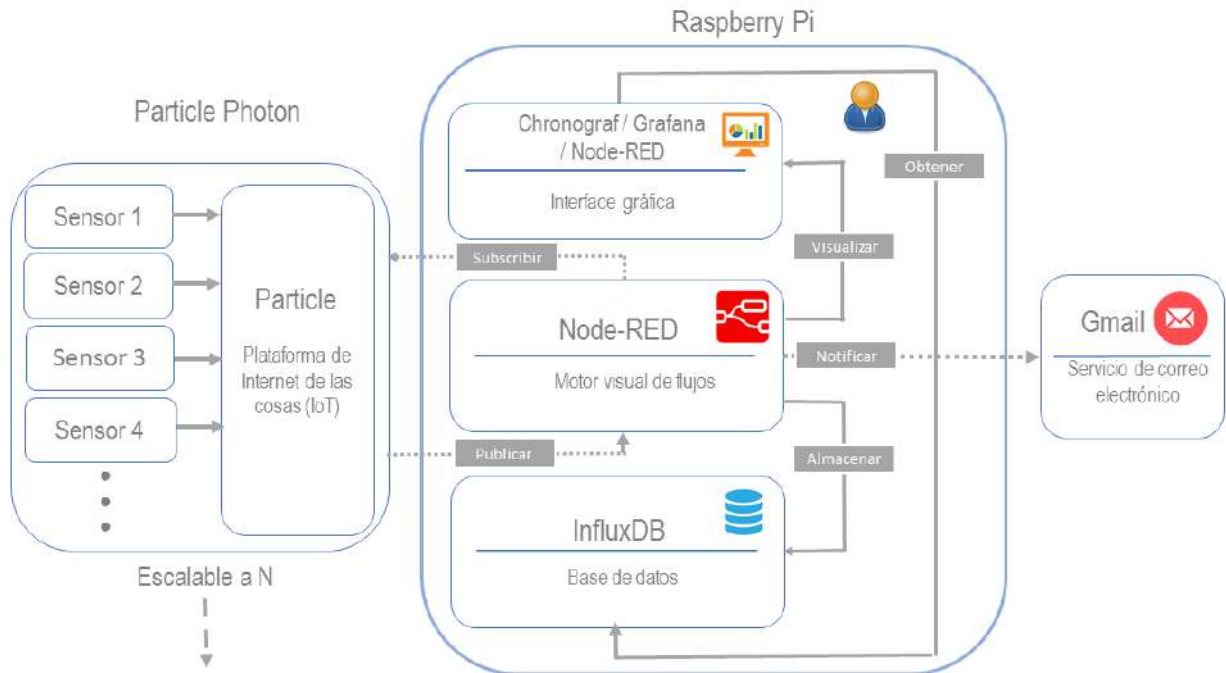 Raspberry Pi
Particle Photon
Sensor 1
Sensor 2
Sensor 3
Sensor 4
Particle
Plataforma de
Internet de las
cosas (IoT)
Escalable a N
Chronograf / Grafana
/ Node-RED
Interface gráfica
Obtener
Visualizar
Subscribir
Node-RED
Motor visual de flujos
Notificar
Publicar
Almacenar
InfluxDB
Base de datos
Gmail
Servicio de correo
electrónico